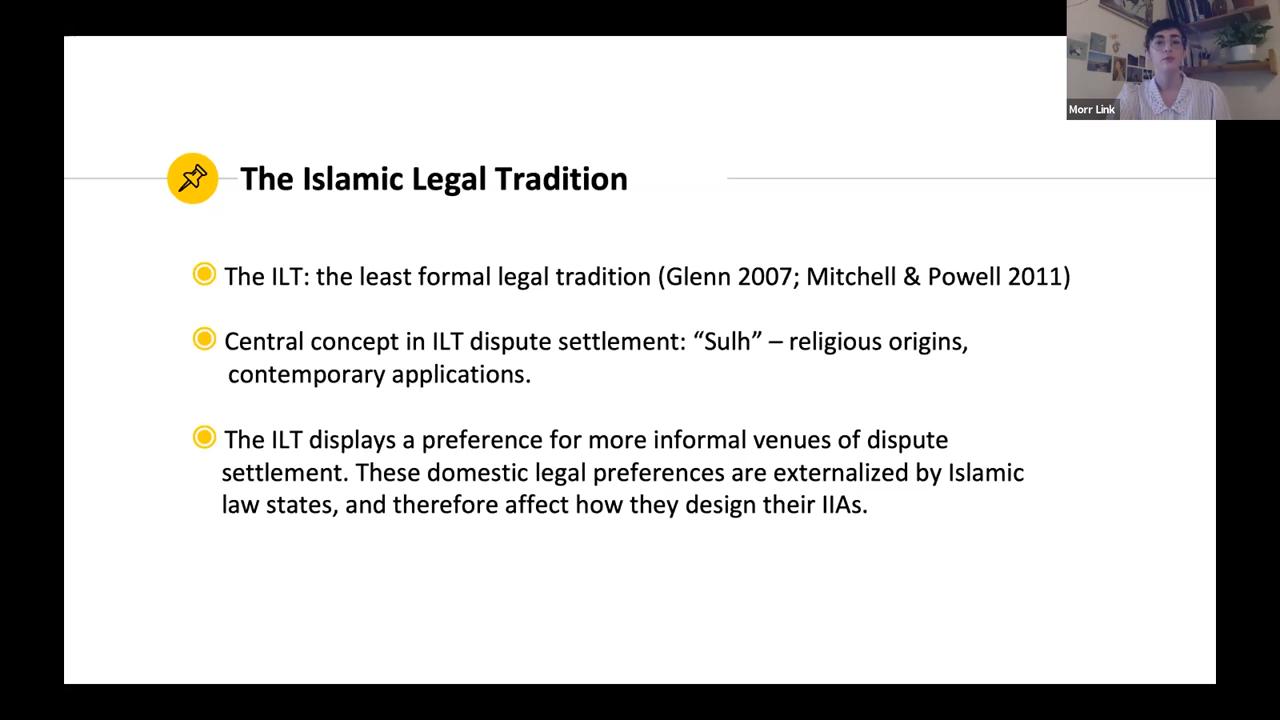 Morr Link
The Islamic Legal Tradition
The ILT: the least formal legal tradition (Glenn 2007; Mitchell & Powell 2011)
Central concept in ILT dispute settlement: “Sulh” – religious origins,
contemporary applications.
The ILT displays a preference for more informal venues of dispute
settlement. These domestic legal preferences are externalized by Islamic
law states, and therefore affect how they design their IIAs.